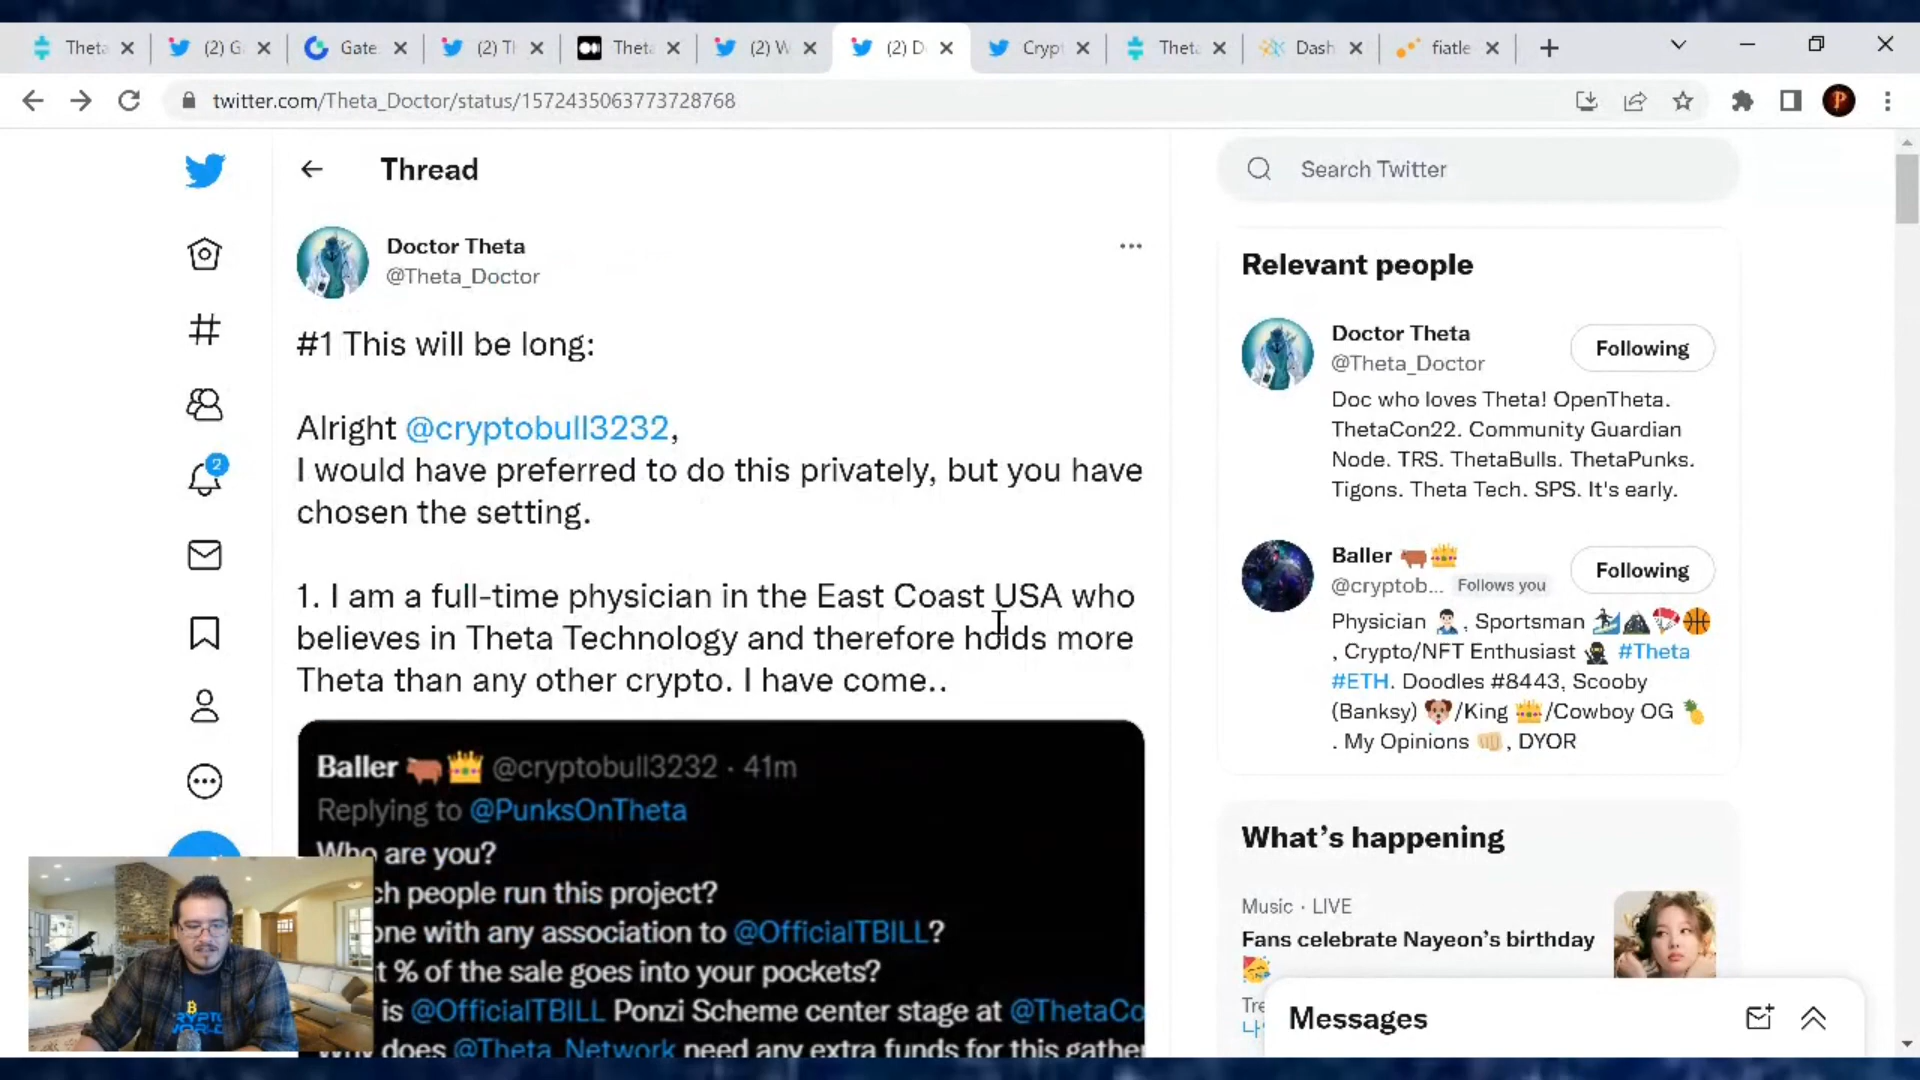 Theta
(2) G
Gate
(2) Tl
Theta
(2) W
(2) D
Crypt
Theta
Dash
fiatle
twitter.com/Theta_Doctor/status/1572435063773728768
P
Thread
Search Twitter
Doctor Theta
@Theta_Doctor
#1 This will be long:
Alright @cryptobull3232,
I would have preferred to do this privately, but you have
chosen the setting.
1. I am a full-time physician in the East Coast USA who
believes in Theta Technology and therefore holds more
Theta than any other crypto. I have come..
Baller @cryptobull3232 · 41m
Replying to @PunksOnTheta
Who are you?
ch people run this project?
one with any association to @OfficialTBILL?
t % of the sale goes into your pockets?
is @OfficialTBILL Ponzi Scheme center stage at @ThetaCo
does @Theta_Network need any extra funds for this gather
2
Relevant people
Doctor Theta
@Theta_Doctor
Following
Doc who loves Theta! OpenTheta.
ThetaCon22. Community Guardian
Node. TRS. ThetaBulls. ThetaPunks.
Tigons. Theta Tech. SPS. It's early.
Baller
@cryptob... Follows you
Following
Physician , Sportsman
, Crypto/NFT Enthusiast #Theta
#ETH. Doodles #8443, Scooby
(Banksy) /King /Cowboy OG
. My Opinions , DYOR
What's happening
Music · LIVE
Fans celebrate Nayeon's birthday
Tre
Messages
CRYPTO
WORLD